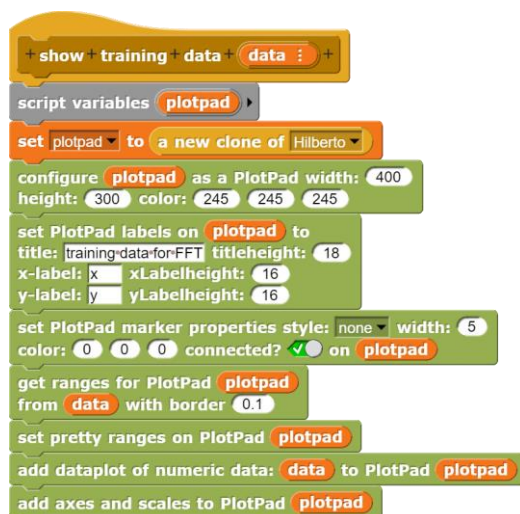 + show + training + data + data ⋮ +
script variables plotpad
set plotpad to a new clone of Hilberto
configure plotpad as a PlotPad width: 400
height: 300 color: 245 245 245
set PlotPad labels on plotpad to
title: training·data·for·FFT titleheight: 18
x-label: x xLabelheight: 16
y-label: y yLabelheight: 16
set PlotPad marker properties style: none width: 5
color: 0 0 0 connected? on plotpad
get ranges for PlotPad plotpad
from data with border 0.1
set pretty ranges on PlotPad plotpad
add dataplot of numeric data: data to PlotPad plotpad
add axes and scales to PlotPad plotpad